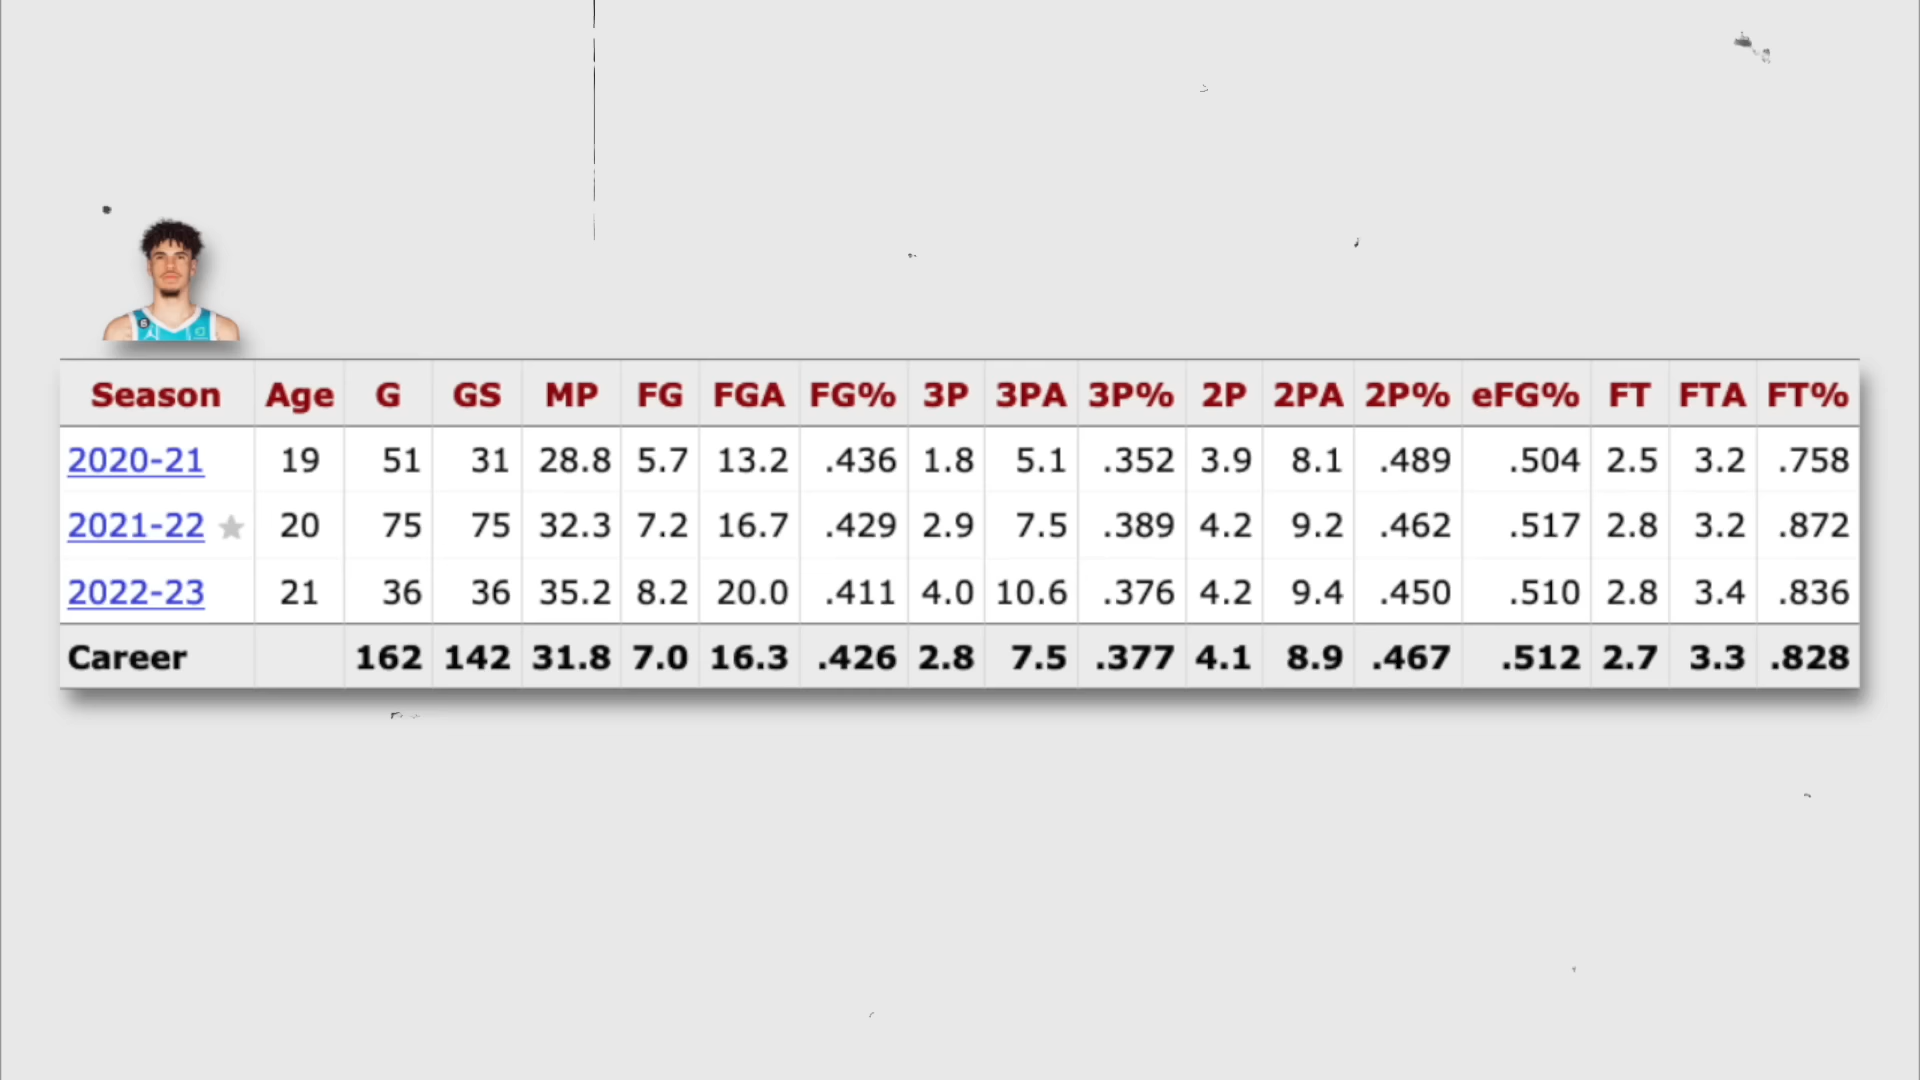 Season Age G GS MP FG FGA FG% 3P 3PA 3P% 2P 2PA 2P% eFG% FT FTA FT%
2020-21 19 51 31 28.8 5.7 13.2 .436 1.8 5.1 .352 3.9 8.1 .489 .504 2.5 3.2 .758
2021-22 20 75 75 32.3 7.2 16.7 .429 2.9 7.5 .389 4.2 9.2 .462 .517 2.8 3.2 .872
2022-23 21 36 36 35.2 8.2 20.0 .411 4.0 10.6 .376 4.2 9.4 .450 .510 2.8 3.4 .836
Career 162 142 31.8 7.0 16.3 .426 2.8 7.5 .377 4.1 8.9 .467 .512 2.7 3.3 .828